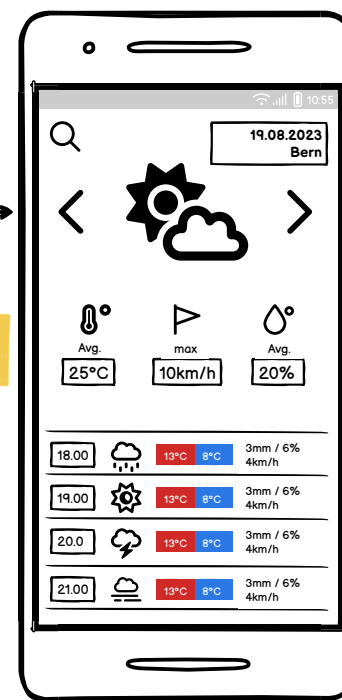 10:55
19.08.2023
Bern
Avg. max Avg.
25°C 10km/h 20%
18.00 13°C 8°C 3mm / 6%
4km/h
19.00 13°C 8°C 3mm / 6%
4km/h
20.0 13°C 8°C 3mm / 6%
4km/h
21.00 13°C 8°C 3mm / 6%
4km/h